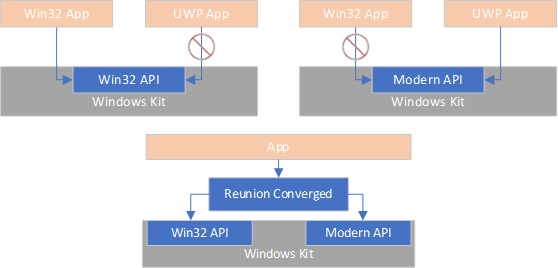 Win32 App
UWP App
Win32 API
Windows Kit
Win32 App
UWP App
Modern API
Windows Kit
App
Reunion Converged
Win32 API
Modern API
Windows Kit